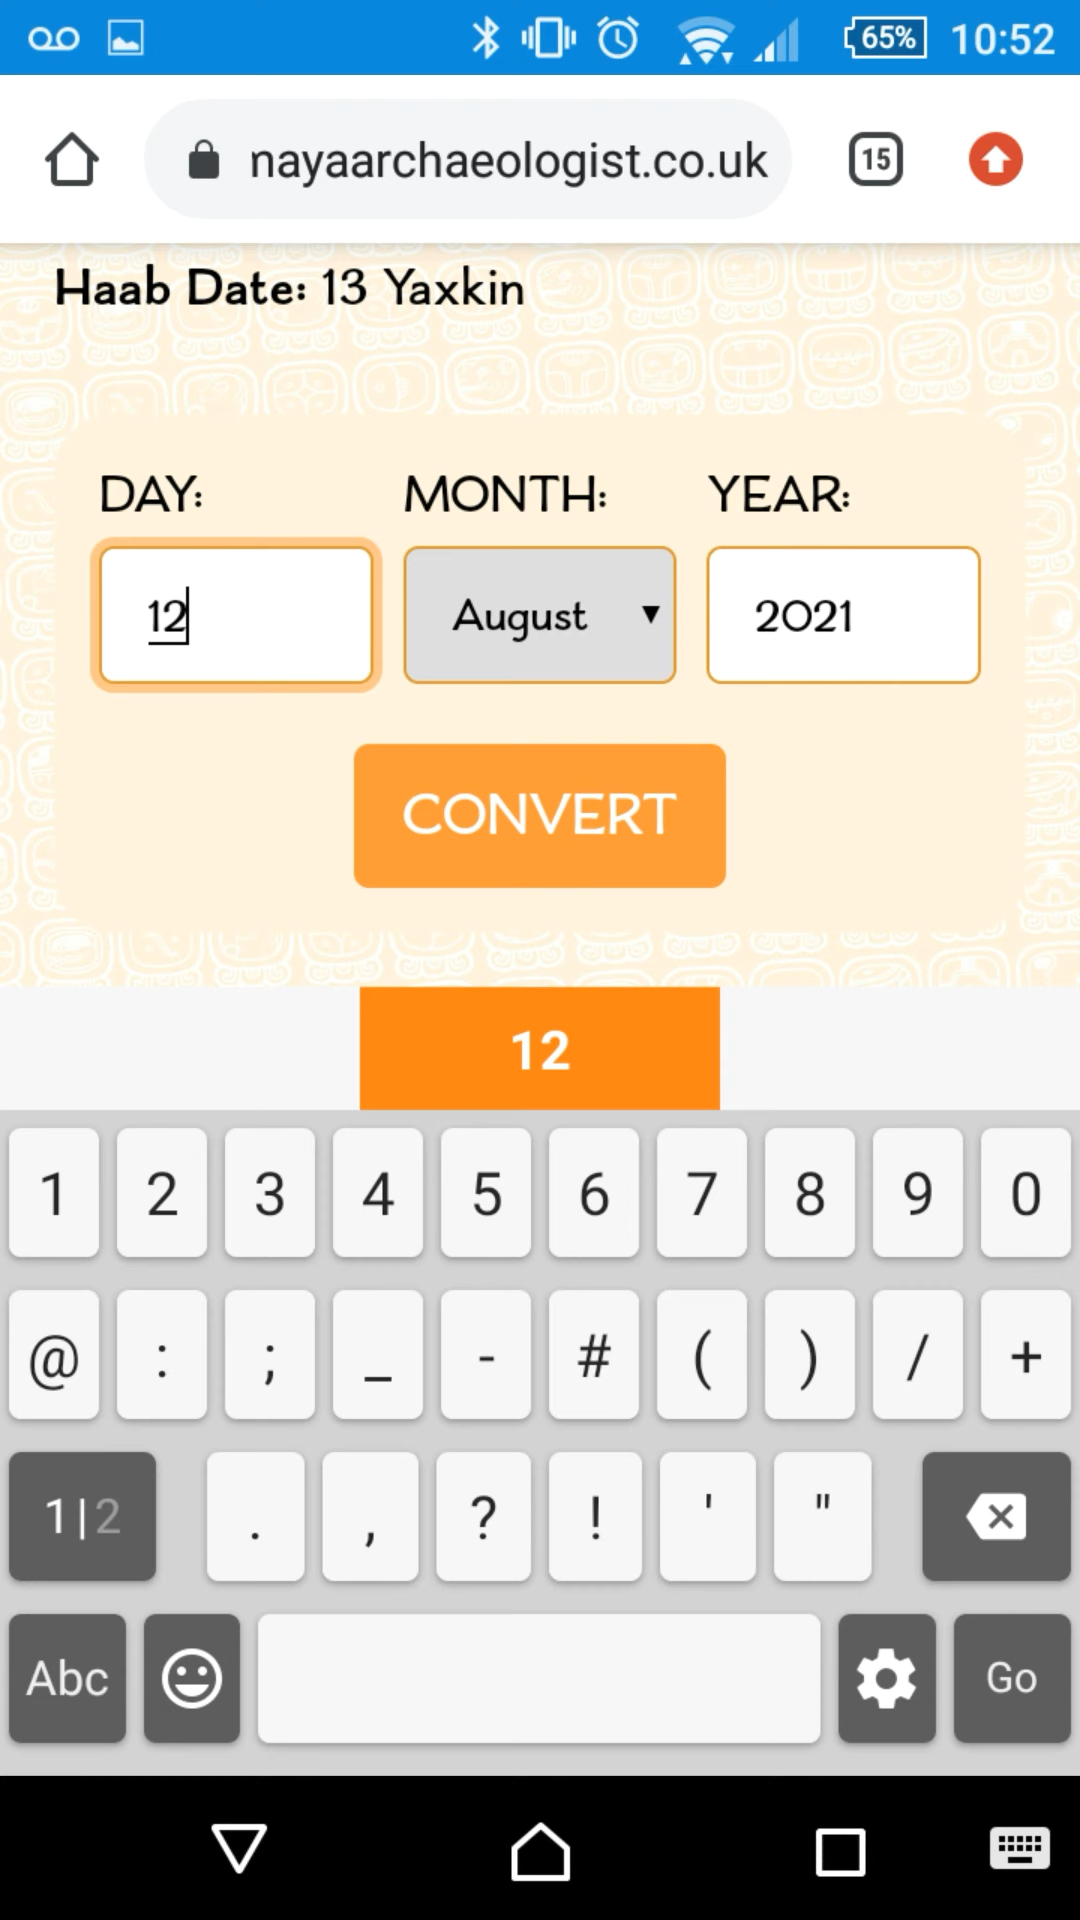 65% 10:52
nayaarchaeologist.co.uk 15
Haab Date: 13 Yaxkin
DAY: MONTH: YEAR:
12 August 2021
CONVERT
12
1 2 3 4 5 6 7 8 9 0
@ : ; _ - # ( ) / +
1|2 . , ? ! ' "
Abc Go